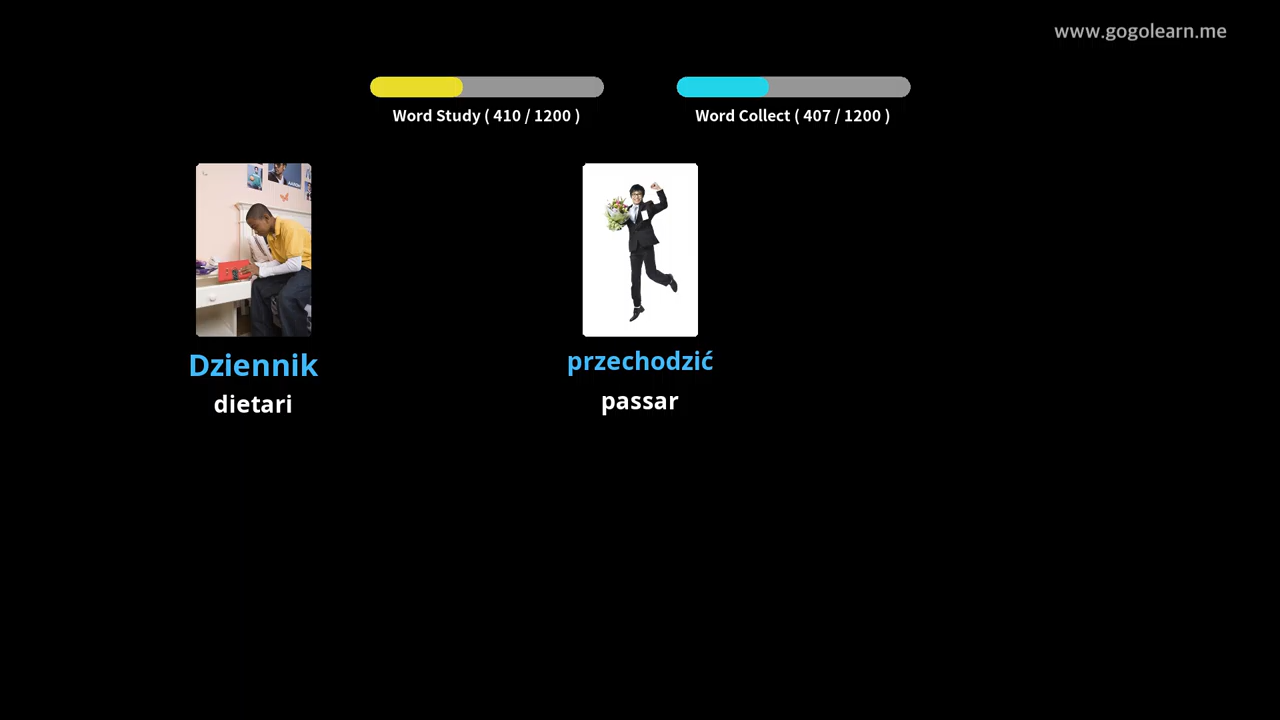 www.gogolearn.me
Word Study ( 410 / 1200 )
Word Collect ( 407 / 1200 )
Dziennik
dietari
przechodzić
passar